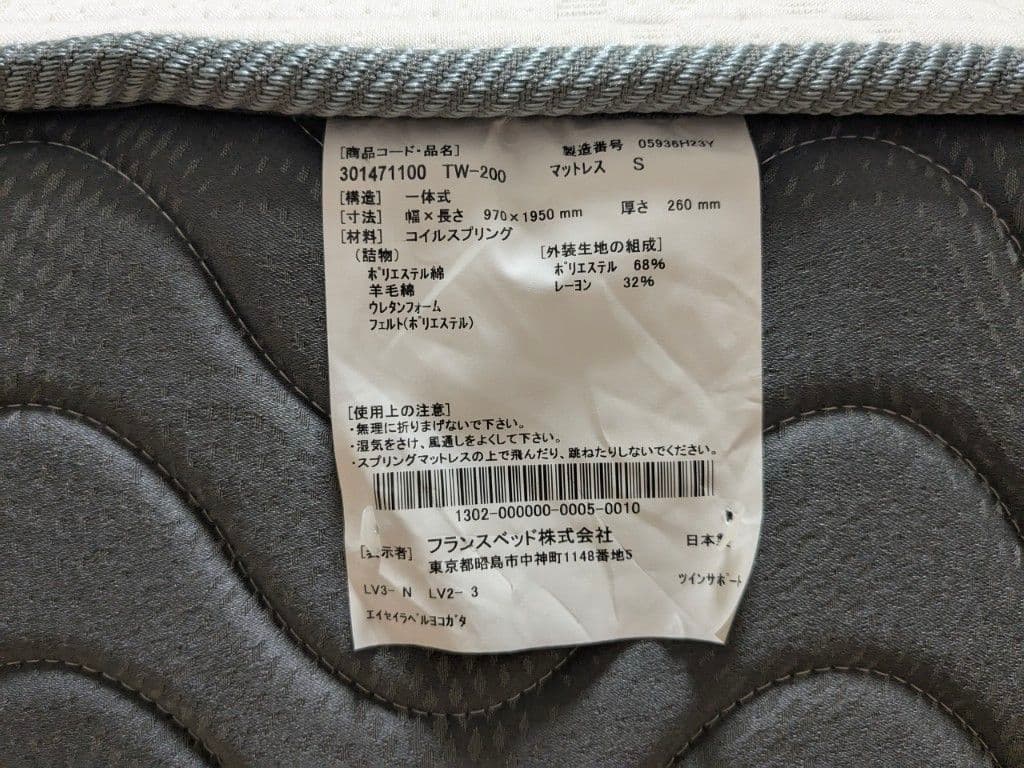 [商品コード・品名] 製造番号 05936H23Y
301471100 TW-200 マットレス S
[構造] 一体式
[寸法] 幅×長さ 970×1950 mm 厚さ 260 mm
[材料] コイルスプリング
(詰物) [外装生地の組成]
ﾎﾟﾘｴｽﾃﾙ綿 ﾎﾟﾘｴｽﾃﾙ 68%
羊毛綿 ﾚｰﾖﾝ 32%
ｳﾚﾀﾝﾌｫｰﾑ
ﾌｪﾙﾄ(ﾎﾟﾘｴｽﾃﾙ)
[使用上の注意]
・無理に折りまげないで下さい。
・湿気をさけ、風通しをよくして下さい。
・スプリングマットレスの上で飛んだり、跳ねたりしないでください。
1302-000000-0005-0010
示者] フランスベッド株式会社 日本
東京都昭島市中神町1148番地5
LV3- N LV2- 3 ﾂｲﾝｻﾎﾟｰﾄ
ｴｲｾｲﾗﾍﾞﾙﾖｺｶﾞﾀ